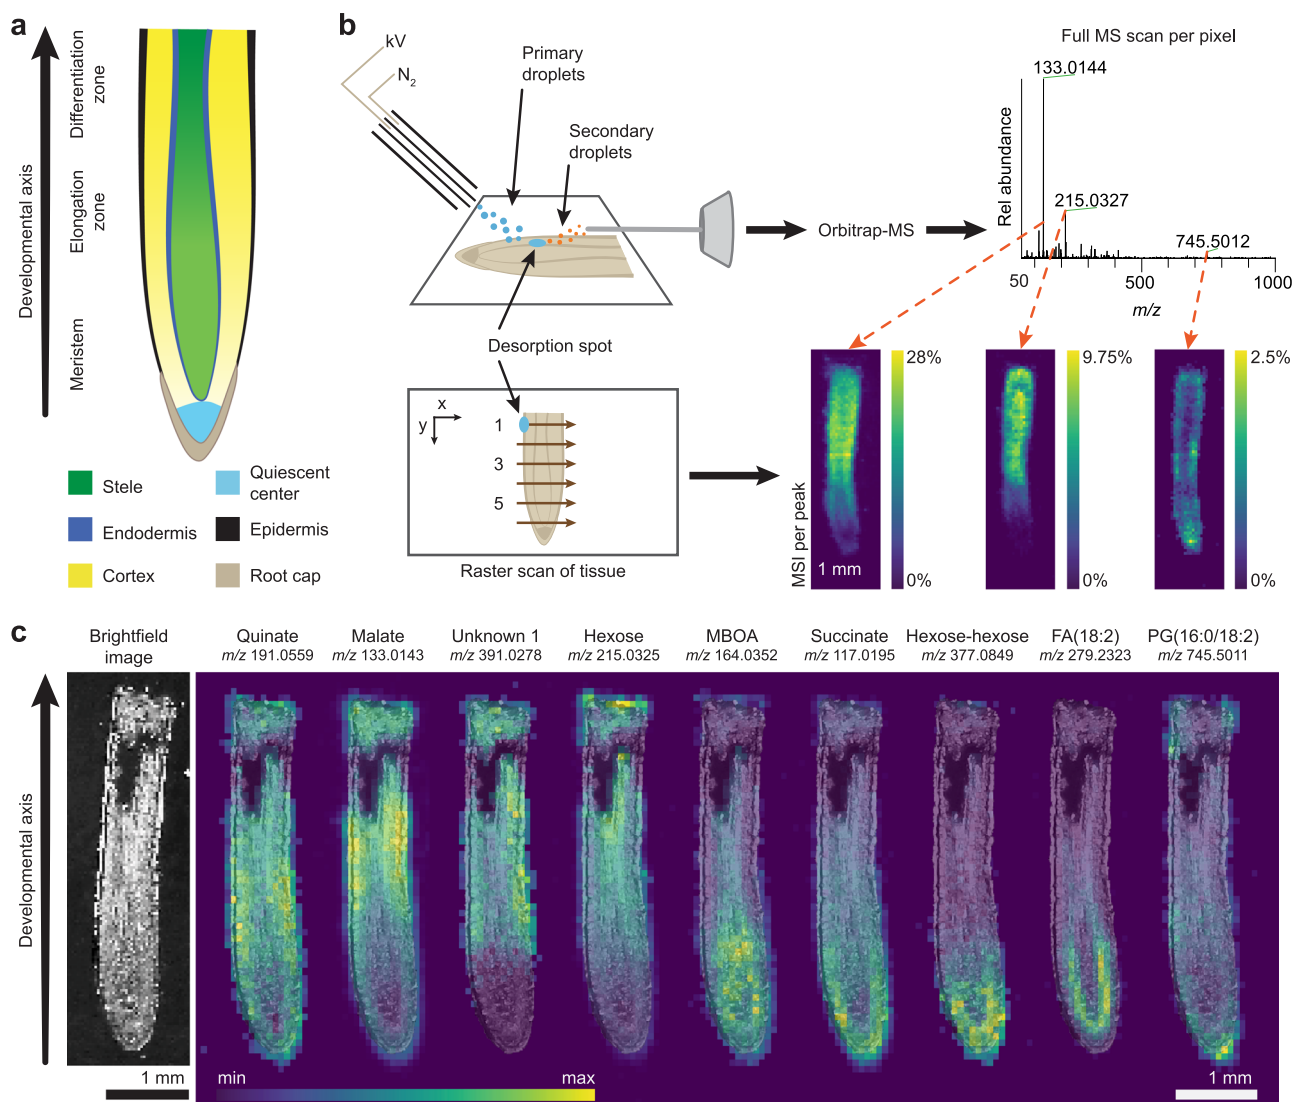 a
Developmental axis
Differentiation
zone
Elongation
zone
Meristem
Stele
Quiescent
center
Endodermis
Epidermis
Cortex
Root cap
b
kV
N2
Primary
droplets
Secondary
droplets
Desorption spot
Orbitrap-MS
Full MS scan per pixel
Rel abundance
133.0144
215.0327
745.5012
50
500
1000
m/z
x
y
1
3
5
Raster scan of tissue
MSI per peak
1 mm
28%
0%
9.75%
0%
2.5%
0%
c
Developmental axis
Brightfield
image
1 mm
Quinate
m/z 191.0559
Malate
m/z 133.0143
Unknown 1
m/z 391.0278
Hexose
m/z 215.0325
MBOA
m/z 164.0352
Succinate
m/z 117.0195
Hexose-hexose
m/z 377.0849
FA(18:2)
m/z 279.2323
PG(16:0/18:2)
m/z 745.5011
min
max
1 mm